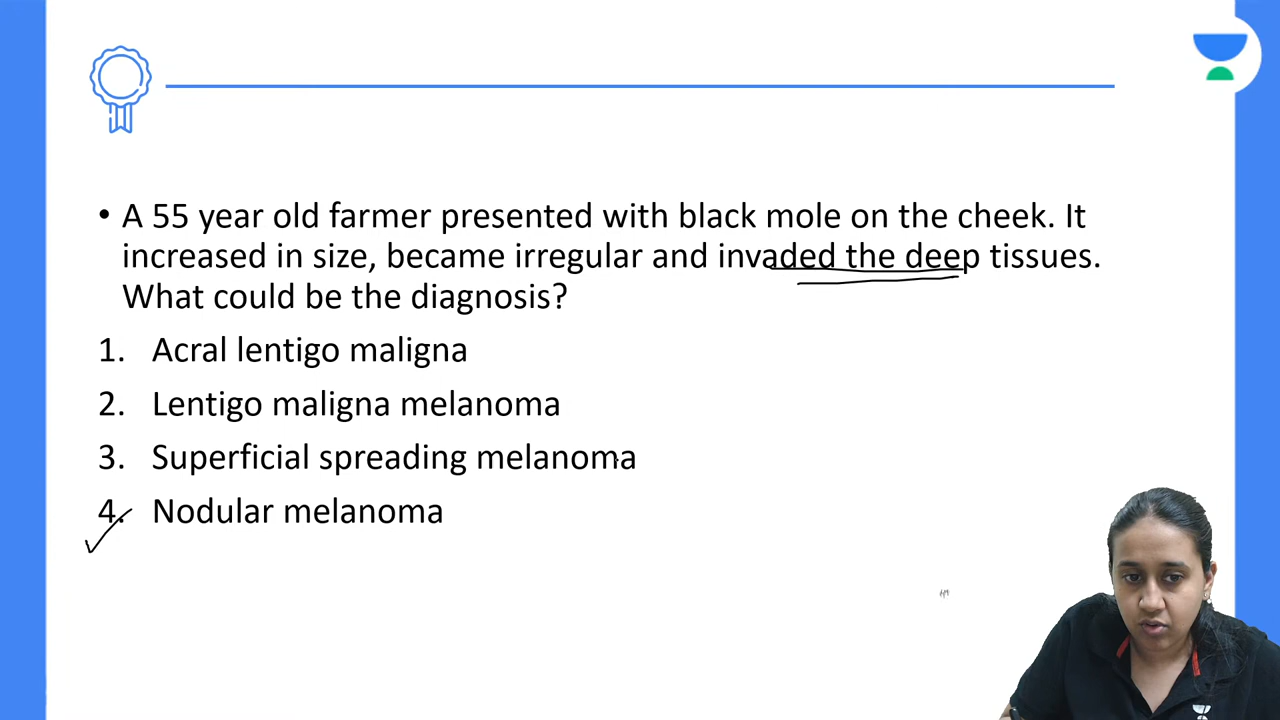 • A 55 year old farmer presented with black mole on the cheek. It
increased in size, became irregular and invaded the deep tissues.
What could be the diagnosis?
1. Acral lentigo maligna
2. Lentigo maligna melanoma
3. Superficial spreading melanoma
4. Nodular melanoma